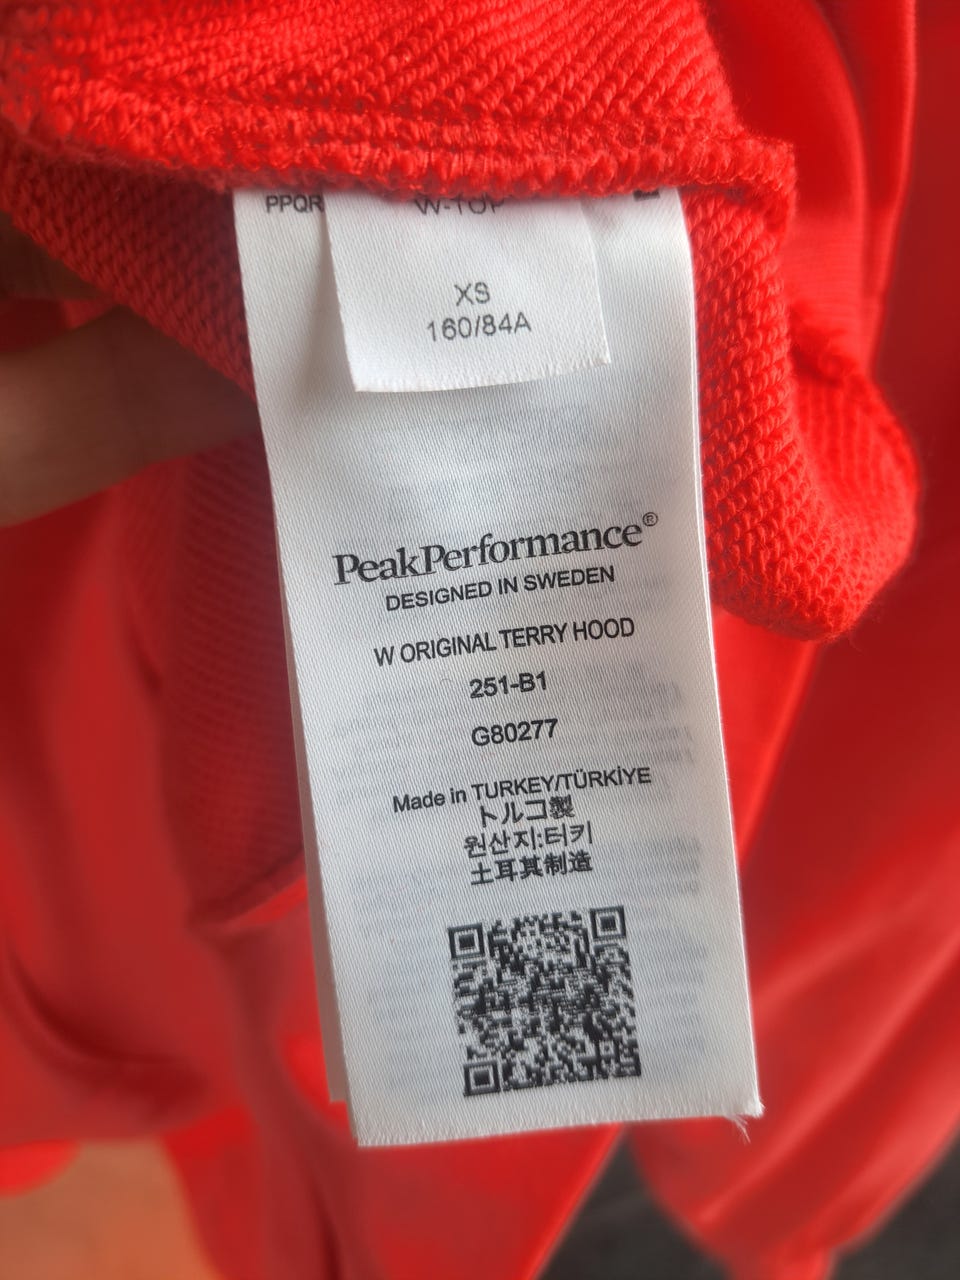 PPQR
W-TOP
XS
160/84A
PeakPerformance®
DESIGNED IN SWEDEN
W ORIGINAL TERRY HOOD
251-B1
G80277
Made in TURKEY/TÜRKİYE
トルコ製
원산지:터키
土耳其制造